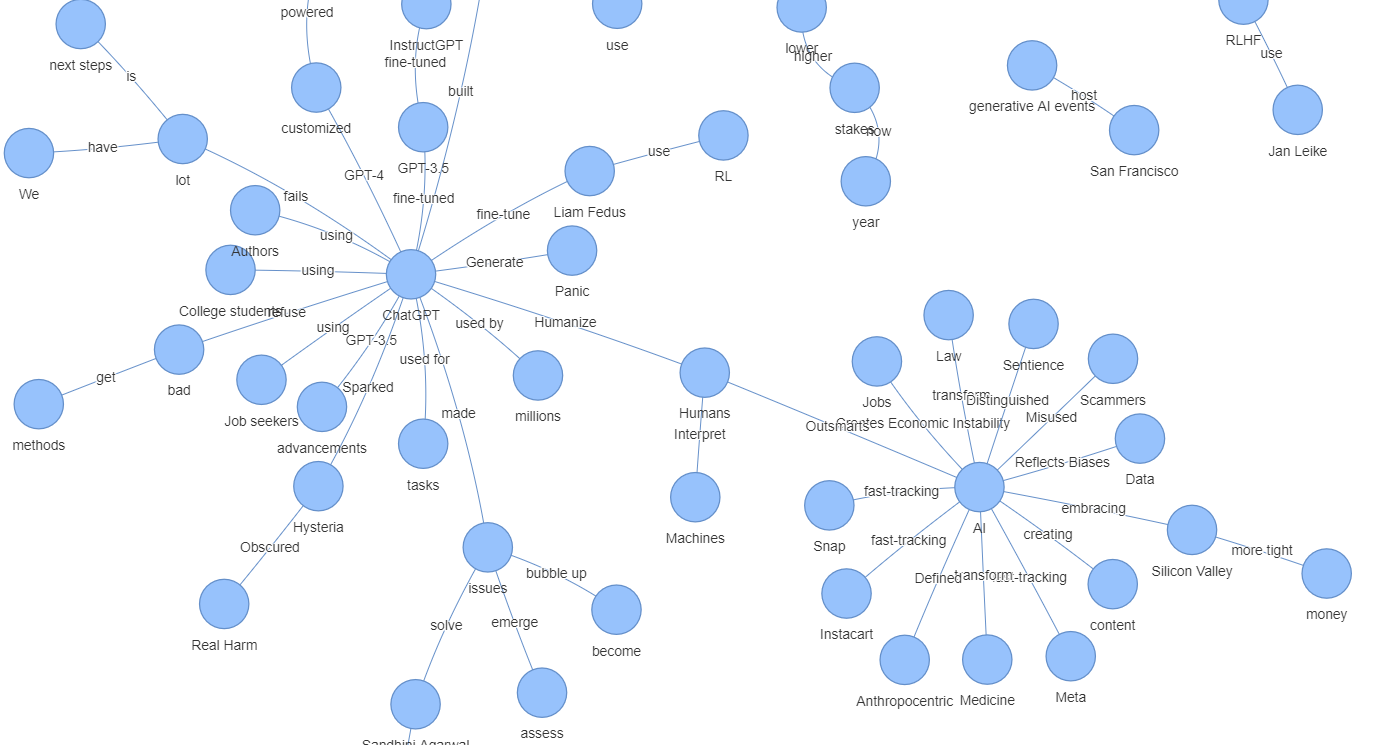 powered
InstructGPT
fine-tuned
use
lower
higher
RLHF
use
next steps
is
generative AI events
host
built
customized
stakes
now
We
have
lot
GPT-4
GPT-3.5
fine-tuned
use
RL
San Francisco
Jan Leike
fails
Liam Fedus
fine-tune
year
Authors
using
using
Generate
Panic
College students
refuse
ChatGPT
using
GPT-3.5
used by
Humanize
Law
Sentience
get
bad
Sparked
used for
Jobs
transform
Distinguished
Scammers
methods
Job seekers
advancements
made
millions
Humans
Interpret
Outsmarts
Creates Economic Instability
Misused
Reflects Biases
Data
tasks
fast-tracking
embracing
Hysteria
Machines
Snap
AI
fast-tracking
creating
Obscured
issues
bubble up
Defined
transform
fast-tracking
Silicon Valley
more tight
money
Real Harm
solve
emerge
become
Instacart
content
Anthropocentric
Medicine
Meta
assess
Sandhini Agarwal